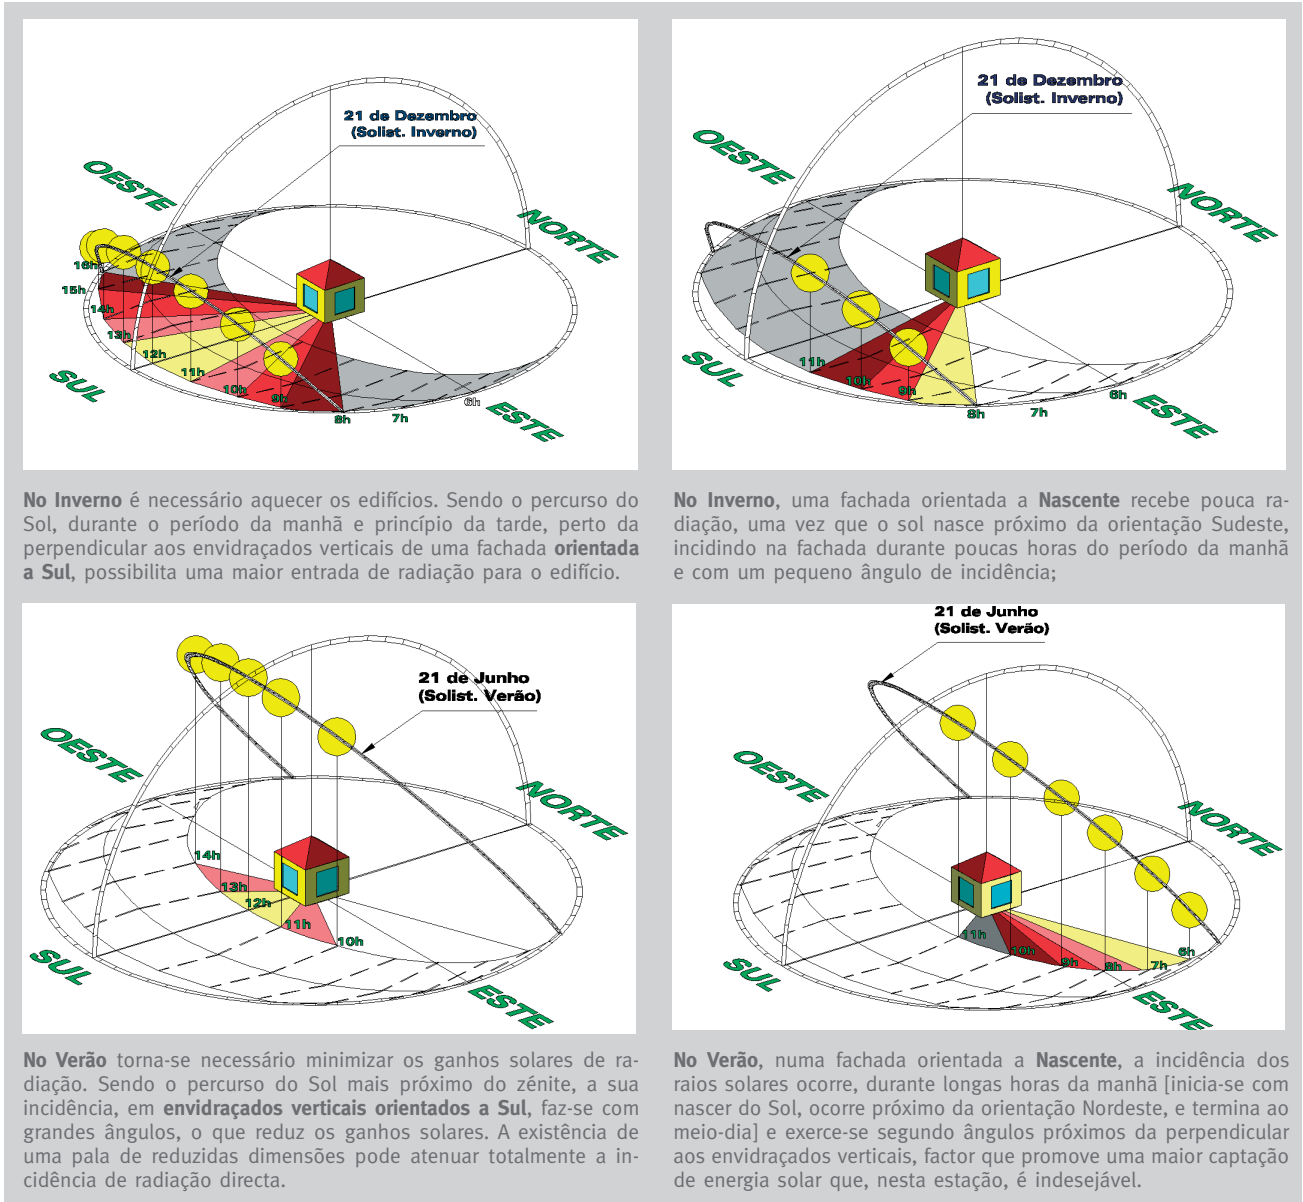 21 de Dezembro
(Solist. Inverno)
OESTE
NORTE
16h
15h
14h
13h
12h
11h
10h
9h
8h
7h
6h
SUL
ESTE
No Inverno é necessário aquecer os edifícios. Sendo o percurso do
Sol, durante o período da manhã e princípio da tarde, perto da
perpendicular aos envidraçados verticais de uma fachada orientada
a Sul, possibilita uma maior entrada de radiação para o edifício.
21 de Dezembro
(Solist. Inverno)
OESTE
NORTE
11h
10h
9h
8h
7h
6h
SUL
ESTE
No Inverno, uma fachada orientada a Nascente recebe pouca ra-
diação, uma vez que o sol nasce próximo da orientação Sudeste,
incidindo na fachada durante poucas horas do período da manhã
e com um pequeno ângulo de incidência;
21 de Junho
(Solist. Verão)
OESTE
NORTE
14h
13h
12h
11h
10h
SUL
ESTE
No Verão torna-se necessário minimizar os ganhos solares de ra-
diação. Sendo o percurso do Sol mais próximo do zénite, a sua
incidência, em envidraçados verticais orientados a Sul, faz-se com
grandes ângulos, o que reduz os ganhos solares. A existência de
uma pala de reduzidas dimensões pode atenuar totalmente a in-
cidência de radiação directa.
21 de Junho
(Solist. Verão)
OESTE
NORTE
11h
10h
9h
8h
7h
6h
SUL
ESTE
No Verão, numa fachada orientada a Nascente, a incidência dos
raios solares ocorre, durante longas horas da manhã [inicia-se com
nascer do Sol, ocorre próximo da orientação Nordeste, e termina ao
meio-dia] e exerce-se segundo ângulos próximos da perpendicular
aos envidraçados verticais, factor que promove uma maior captação
de energia solar que, nesta estação, é indesejável.